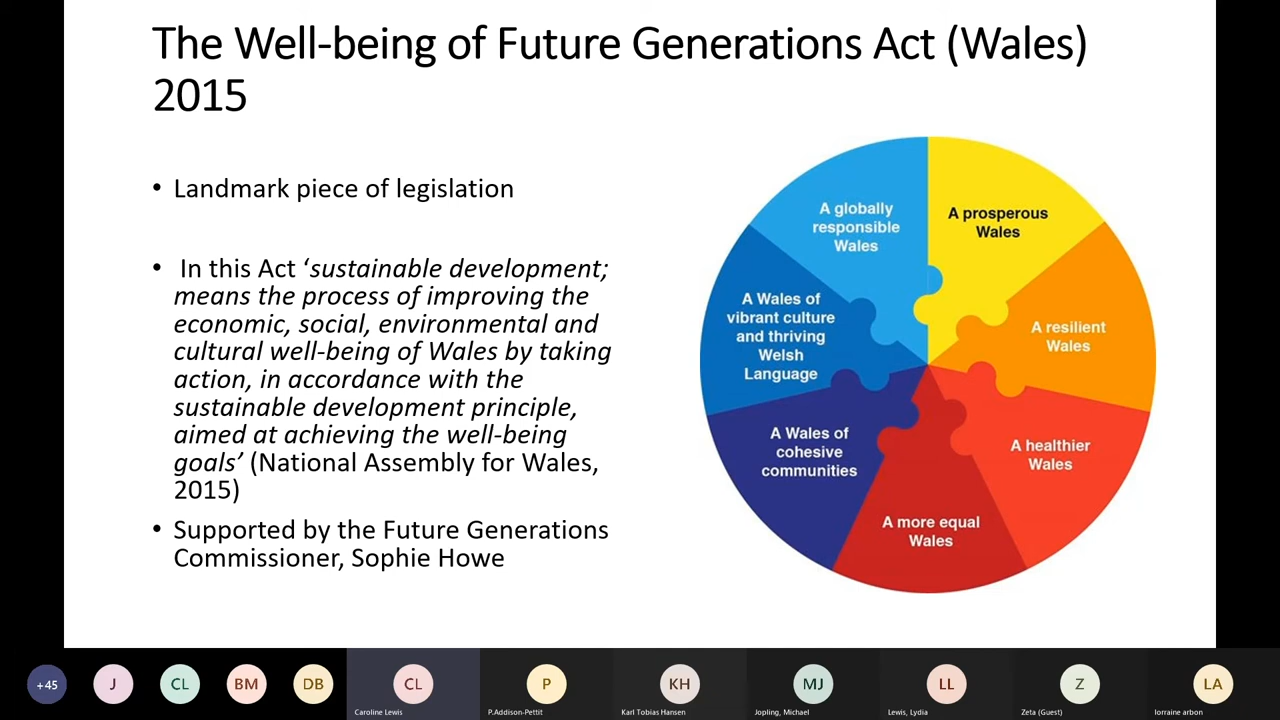 The Well-being of Future Generations Act (Wales)
2015
• Landmark piece of legislation
• In this Act ‘sustainable development;
means the process of improving the
economic, social, environmental and
cultural well-being of Wales by taking
action, in accordance with the
sustainable development principle,
aimed at achieving the well-being
goals’ (National Assembly for Wales,
2015)
• Supported by the Future Generations
Commissioner, Sophie Howe
A globally
responsible
Wales
A prosperous
Wales
A resilient
Wales
A healthier
Wales
A more equal
Wales
A Wales of
cohesive
communities
A Wales of
vibrant culture
and thriving
Welsh
Language
+45
J
CL
BM
DB
CL
Caroline Lewis
P
P.Addison-Pettit
KH
Karl Tobias Hansen
MJ
Jopling, Michael
LL
Lewis, Lydia
Z
Zeta (Guest)
LA
lorraine arbon